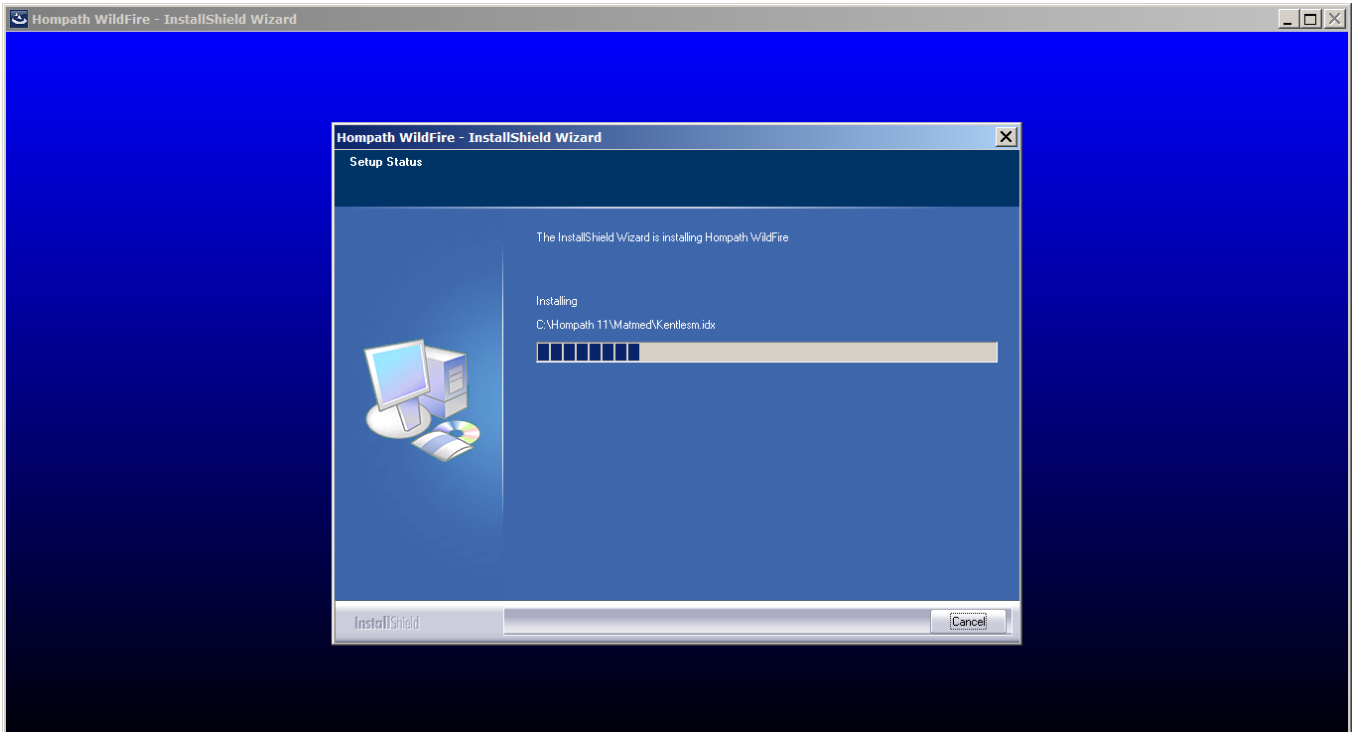 Hompath WildFire - InstallShield Wizard
Hompath WildFire - InstallShield Wizard
Setup Status
The InstallShield Wizard is installing Hompath WildFire
Installing
C:\Hompath 11\Matmed\Kentlesm.idx
InstallShield
Cancel